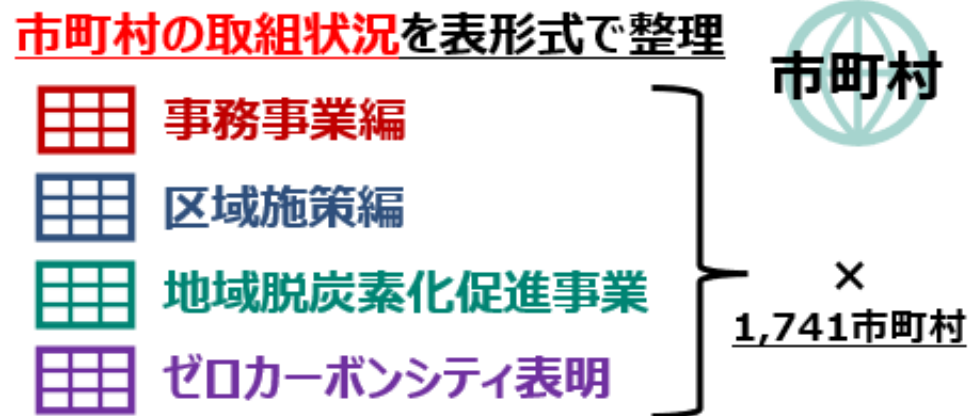 市町村の取組状況を表形式で整理
市町村
事務事業編
区域施策編
地域脱炭素化促進事業
ゼロカーボンシティ表明
×
1,741市町村